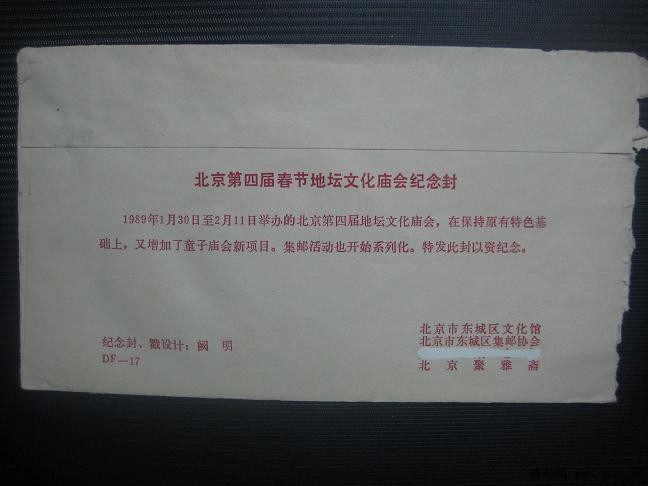 北京第四届春节地坛文化庙会纪念封
1989年1月30日至2月11日举办的北京第四届地坛文化庙会，在保持原有特色基
础上，又增加了童子庙会新项目。集邮活动也开始系列化。特发此封以资纪念。
北京市东城区文化馆
纪念封、戳设计：阙 明
北京市东城区集邮协会
DF—17
北京聚雅斋